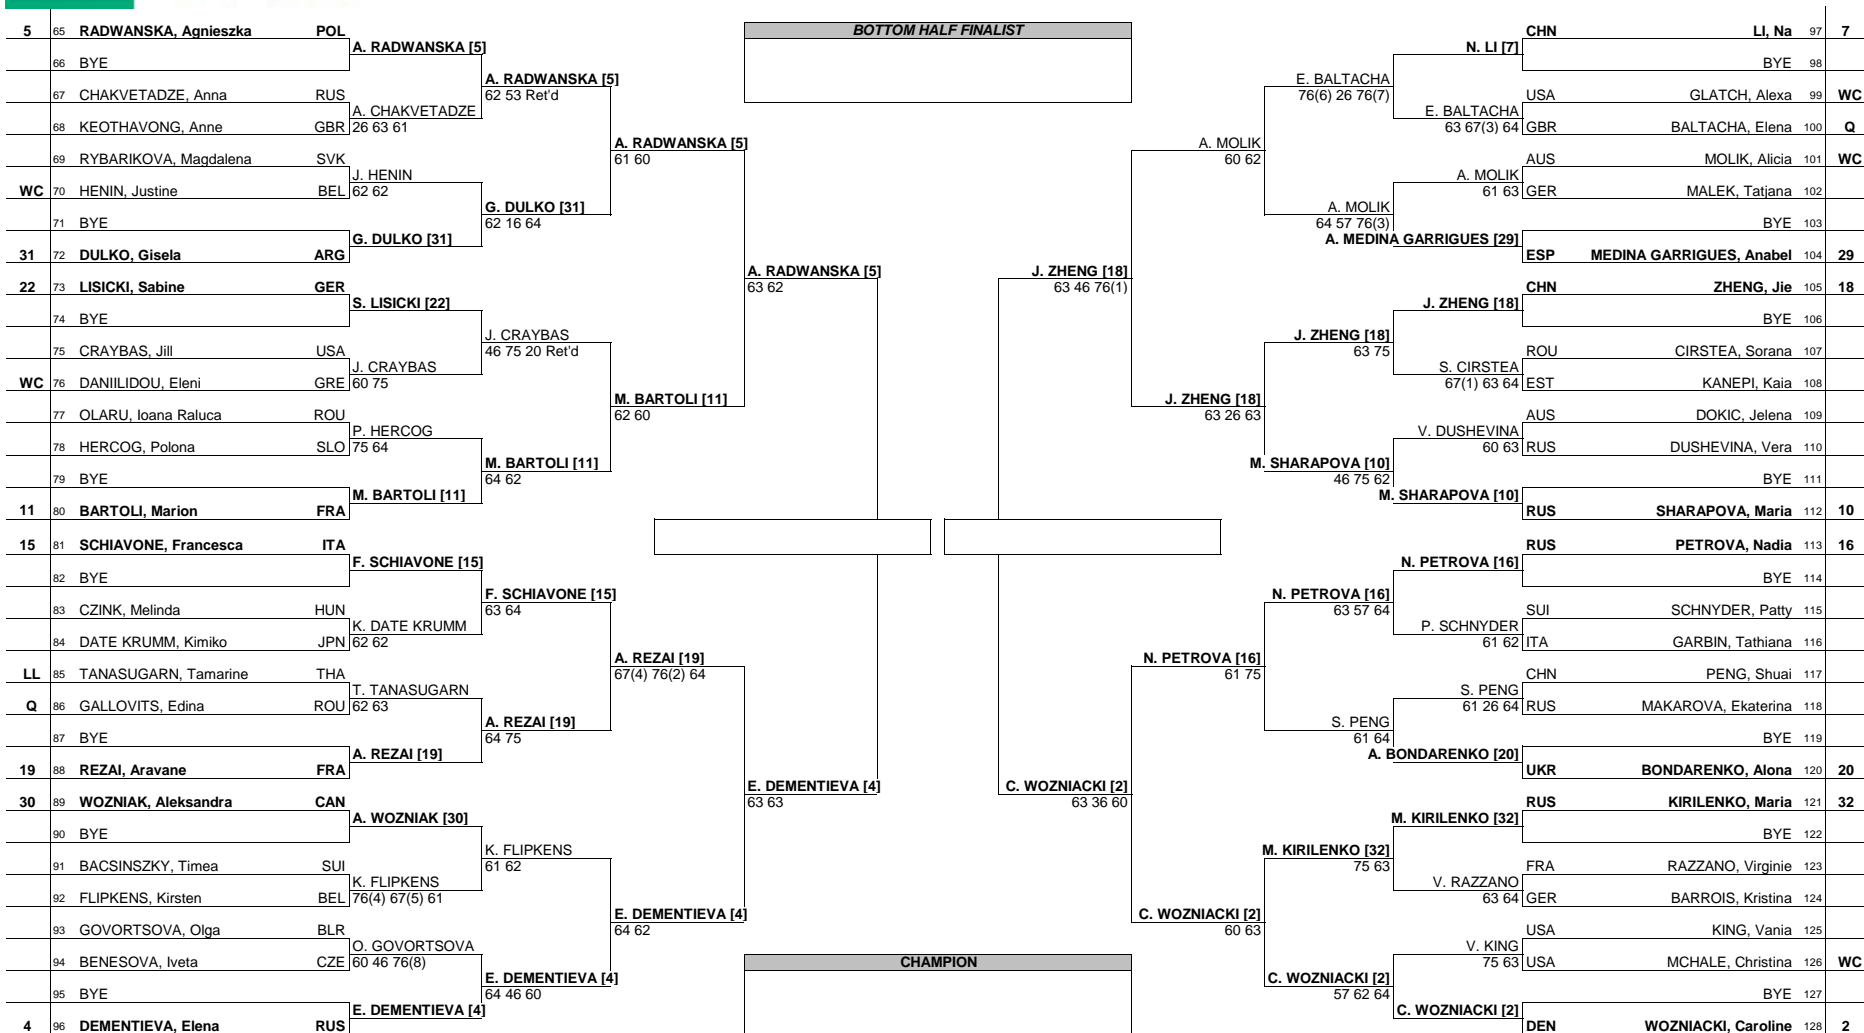 BOTTOM HALF FINALIST
5 65 RADWANSKA, Agnieszka POL
A. RADWANSKA [5]
66 BYE
A. RADWANSKA [5]
62 53 Ret'd
67 CHAKVETADZE, Anna RUS
A. CHAKVETADZE
26 63 61
68 KEOTHAVONG, Anne GBR
A. RADWANSKA [5]
61 60
69 RYBARIKOVA, Magdalena SVK
J. HENIN
62 62
WC 70 HENIN, Justine BEL
G. DULKO [31]
62 16 64
71 BYE
G. DULKO [31]
31 72 DULKO, Gisela ARG
A. RADWANSKA [5]
63 62
22 73 LISICKI, Sabine GER
S. LISICKI [22]
74 BYE
J. CRAYBAS
46 75 20 Ret'd
75 CRAYBAS, Jill USA
J. CRAYBAS
60 75
WC 76 DANIILIDOU, Eleni GRE
M. BARTOLI [11]
62 60
77 OLARU, Ioana Raluca ROU
P. HERCOG
75 64
78 HERCOG, Polona SLO
M. BARTOLI [11]
64 62
79 BYE
M. BARTOLI [11]
11 80 BARTOLI, Marion FRA
15 81 SCHIAVONE, Francesca ITA
F. SCHIAVONE [15]
82 BYE
F. SCHIAVONE [15]
63 64
83 CZINK, Melinda HUN
K. DATE KRUMM
62 62
84 DATE KRUMM, Kimiko JPN
A. REZAI [19]
67(4) 76(2) 64
LL 85 TANASUGARN, Tamarine THA
T. TANASUGARN
62 63
Q 86 GALLOVITS, Edina ROU
A. REZAI [19]
64 75
87 BYE
A. REZAI [19]
19 88 REZAI, Aravane FRA
E. DEMENTIEVA [4]
63 63
30 89 WOZNIAK, Aleksandra CAN
A. WOZNIAK [30]
90 BYE
K. FLIPKENS
61 62
91 BACSINSZKY, Timea SUI
K. FLIPKENS
76(4) 67(5) 61
92 FLIPKENS, Kirsten BEL
E. DEMENTIEVA [4]
64 62
93 GOVORTSOVA, Olga BLR
O. GOVORTSOVA
60 46 76(8)
94 BENESOVA, Iveta CZE
E. DEMENTIEVA [4]
64 46 60
95 BYE
E. DEMENTIEVA [4]
4 96 DEMENTIEVA, Elena RUS
CHN LI, Na 97 7
N. LI [7]
BYE 98
E. BALTACHA
76(6) 26 76(7)
USA GLATCH, Alexa 99 WC
E. BALTACHA
63 67(3) 64
GBR BALTACHA, Elena 100 Q
A. MOLIK
60 62
AUS MOLIK, Alicia 101 WC
A. MOLIK
61 63
GER MALEK, Tatjana 102
A. MOLIK
64 57 76(3)
BYE 103
A. MEDINA GARRIGUES [29]
ESP MEDINA GARRIGUES, Anabel 104 29
J. ZHENG [18]
63 46 76(1)
CHN ZHENG, Jie 105 18
J. ZHENG [18]
BYE 106
J. ZHENG [18]
63 75
ROU CIRSTEA, Sorana 107
S. CIRSTEA
67(1) 63 64
EST KANEPI, Kaia 108
J. ZHENG [18]
63 26 63
AUS DOKIC, Jelena 109
V. DUSHEVINA
60 63
RUS DUSHEVINA, Vera 110
M. SHARAPOVA [10]
46 75 62
BYE 111
M. SHARAPOVA [10]
RUS SHARAPOVA, Maria 112 10
RUS PETROVA, Nadia 113 16
N. PETROVA [16]
BYE 114
N. PETROVA [16]
63 57 64
SUI SCHNYDER, Patty 115
P. SCHNYDER
61 62
ITA GARBIN, Tathiana 116
N. PETROVA [16]
61 75
CHN PENG, Shuai 117
S. PENG
61 26 64
RUS MAKAROVA, Ekaterina 118
S. PENG
61 64
BYE 119
A. BONDARENKO [20]
UKR BONDARENKO, Alona 120 20
C. WOZNIACKI [2]
63 36 60
RUS KIRILENKO, Maria 121 32
M. KIRILENKO [32]
BYE 122
M. KIRILENKO [32]
75 63
FRA RAZZANO, Virginie 123
V. RAZZANO
63 64
GER BARROIS, Kristina 124
C. WOZNIACKI [2]
60 63
USA KING, Vania 125
V. KING
75 63
USA MCHALE, Christina 126 WC
C. WOZNIACKI [2]
57 62 64
BYE 127
C. WOZNIACKI [2]
DEN WOZNIACKI, Caroline 128 2
CHAMPION